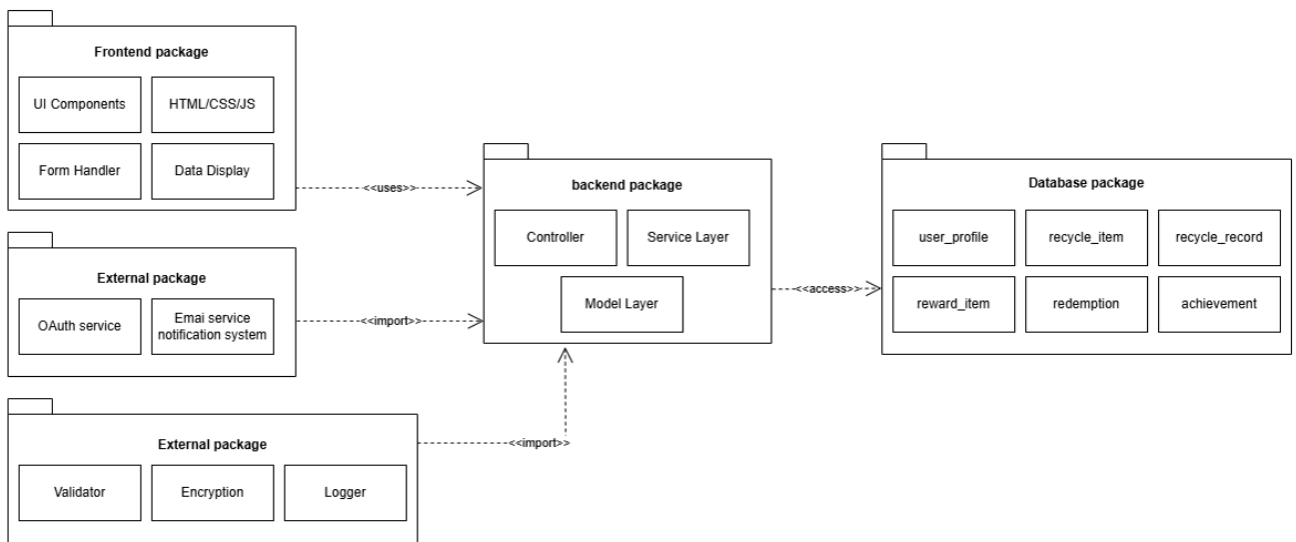 Frontend package
UI Components
HTML/CSS/JS
Form Handler
Data Display
<<uses>>
External package
OAuth service
Emai service
notification system
<<import>>
External package
Validator
Encryption
Logger
<<import>>
backend package
Controller
Service Layer
Model Layer
<<access>>
Database package
user_profile
recycle_item
recycle_record
reward_item
redemption
achievement